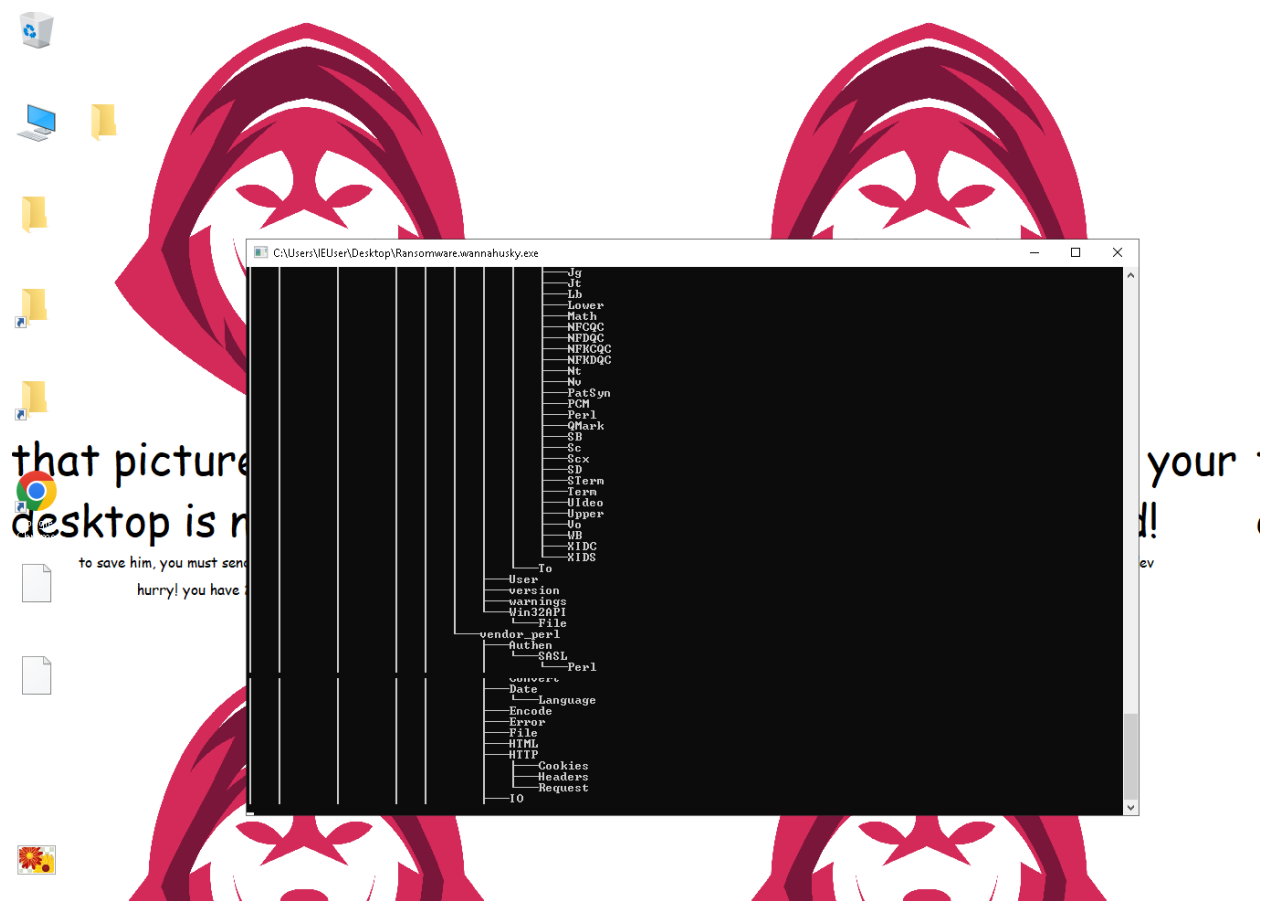 C:\Users\IEUser\Desktop\Ransomware.wannahusky.exe
Jg
Jt
Lb
Lower
Math
NFCQC
NFDQC
NFKCQC
NFKDQC
Nt
Nv
PatSyn
PCM
Perl
QMark
SB
Sc
Scx
SD
STerm
Term
UIdeo
Upper
Vo
WB
XIDC
XIDS
To
User
version
warnings
Win32API
File
vendor_perl
Authen
SASL
Perl
Convert
Date
Language
Encode
Error
File
HTML
HTTP
Cookies
Headers
Request
IO
that picture your
desktop is
to save him, you must
hurry! you have